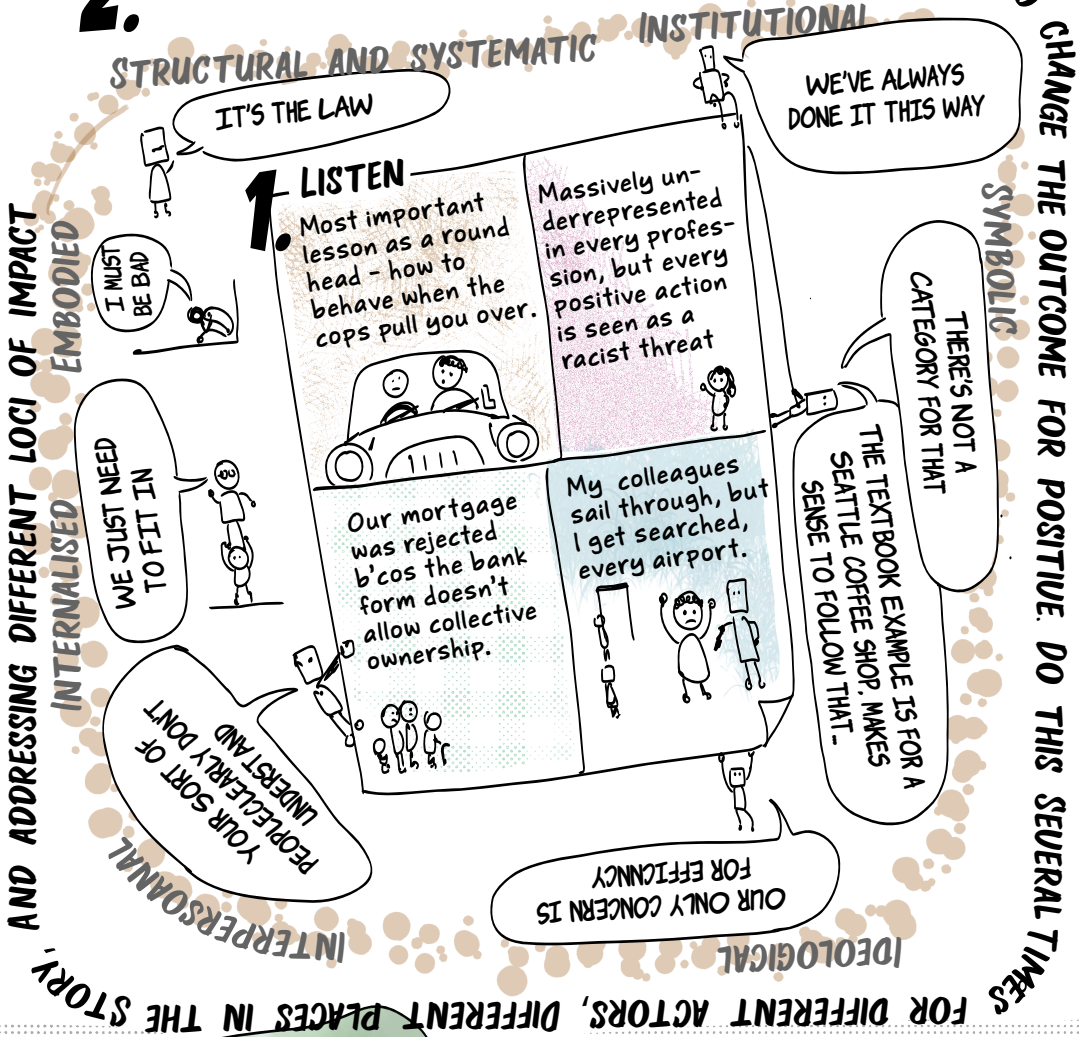 2.
STRUCTURAL AND SYSTEMATIC
INSTITUTIONAL
SYMBOLIC
IDEOLOGICAL
INTERPERSOANAL
INTERNALISED
EMBODIED
IT'S THE LAW
WE'VE ALWAYS
DONE IT THIS WAY
1. LISTEN
Most important
lesson as a round
head - how to
behave when the
cops pull you over.
L
Massively un-
derrepresented
in every profes-
sion, but every
positive action
is seen as a
racist threat
Our mortgage
was rejected
b'cos the bank
form doesn't
allow collective
ownership.
My colleagues
sail through, but
I get searched,
every airport.
THERE'S NOT A
CATEGORY FOR THAT
THE TEXTBOOK EXAMPLE IS FOR A
SEATTLE COFFEE SHOP. MAKES
SENSE TO FOLLOW THAT..
OUR ONLY CONCERN IS
FOR EFFICNNCY
YOUR SORT OF
PEOPLECLEARLY DON'T
UNDERSTAND
WE JUST NEED
TO FIT IN
I MUST
BE BAD
CHANGE THE OUTCOME FOR POSITIVE. DO THIS SEVERAL TIMES
FOR DIFFERENT ACTORS, DIFFERENT PLACES IN THE STORY,
AND ADDRESSING DIFFERENT LOCI OF IMPACT